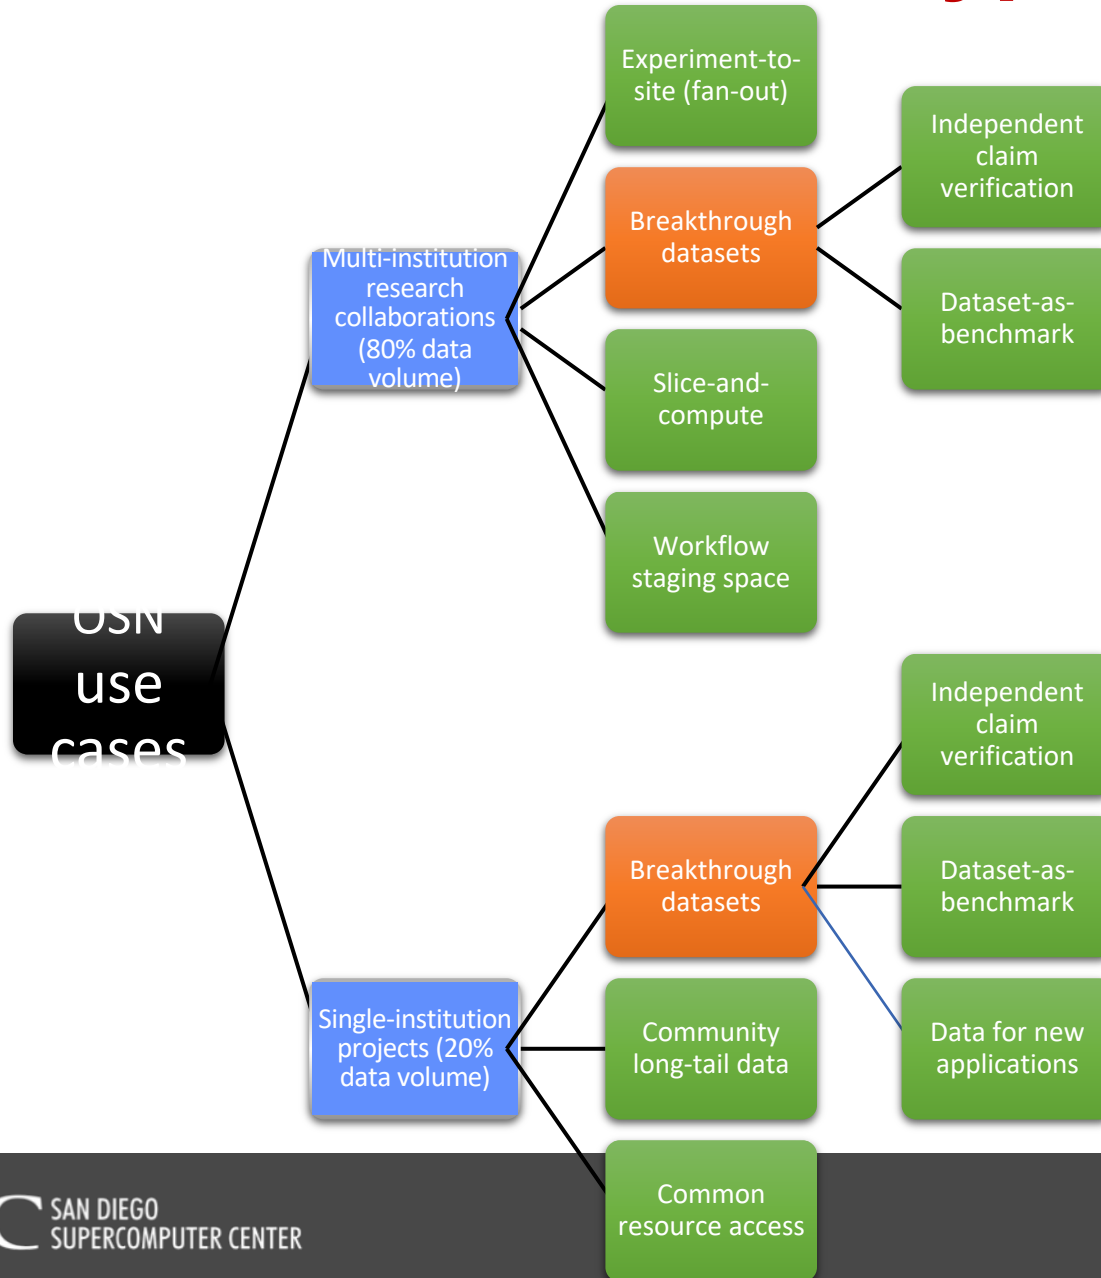 Experiment-to-
site (fan-out)
Independent
claim
verification
Breakthrough
datasets
Multi-institution
research
collaborations
(80% data
volume)
Dataset-as-
benchmark
Slice-and-
compute
Workflow
staging space
OSN
use
cases
Independent
claim
verification
Breakthrough
datasets
Dataset-as-
benchmark
Single-institution
projects (20%
data volume)
Community
long-tail data
Data for new
applications
Common
resource access
SAN DIEGO
SUPERCOMPUTER CENTER